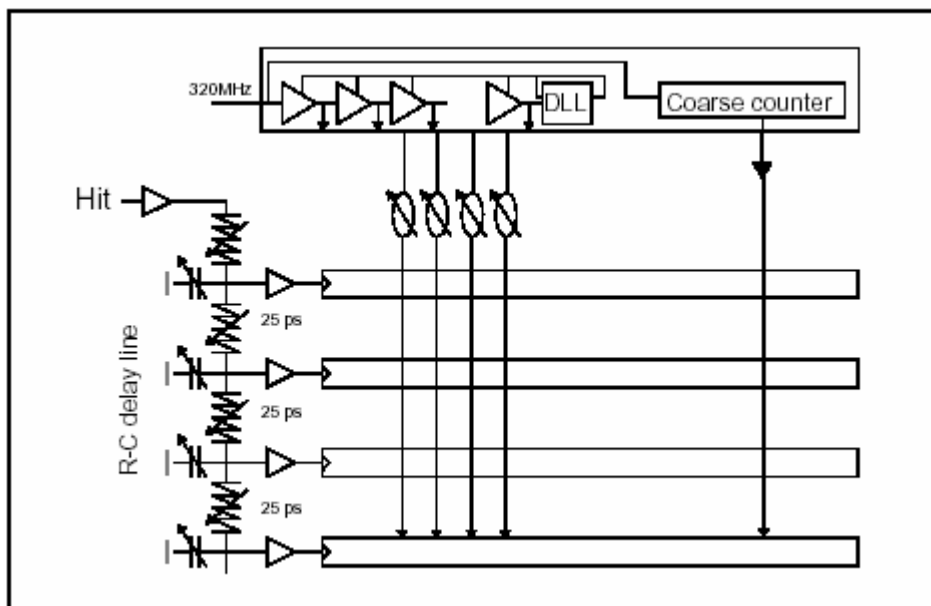 320MHz
DLL
Coarse counter
Hit
25 ps
25 ps
25 ps
R-C delay line